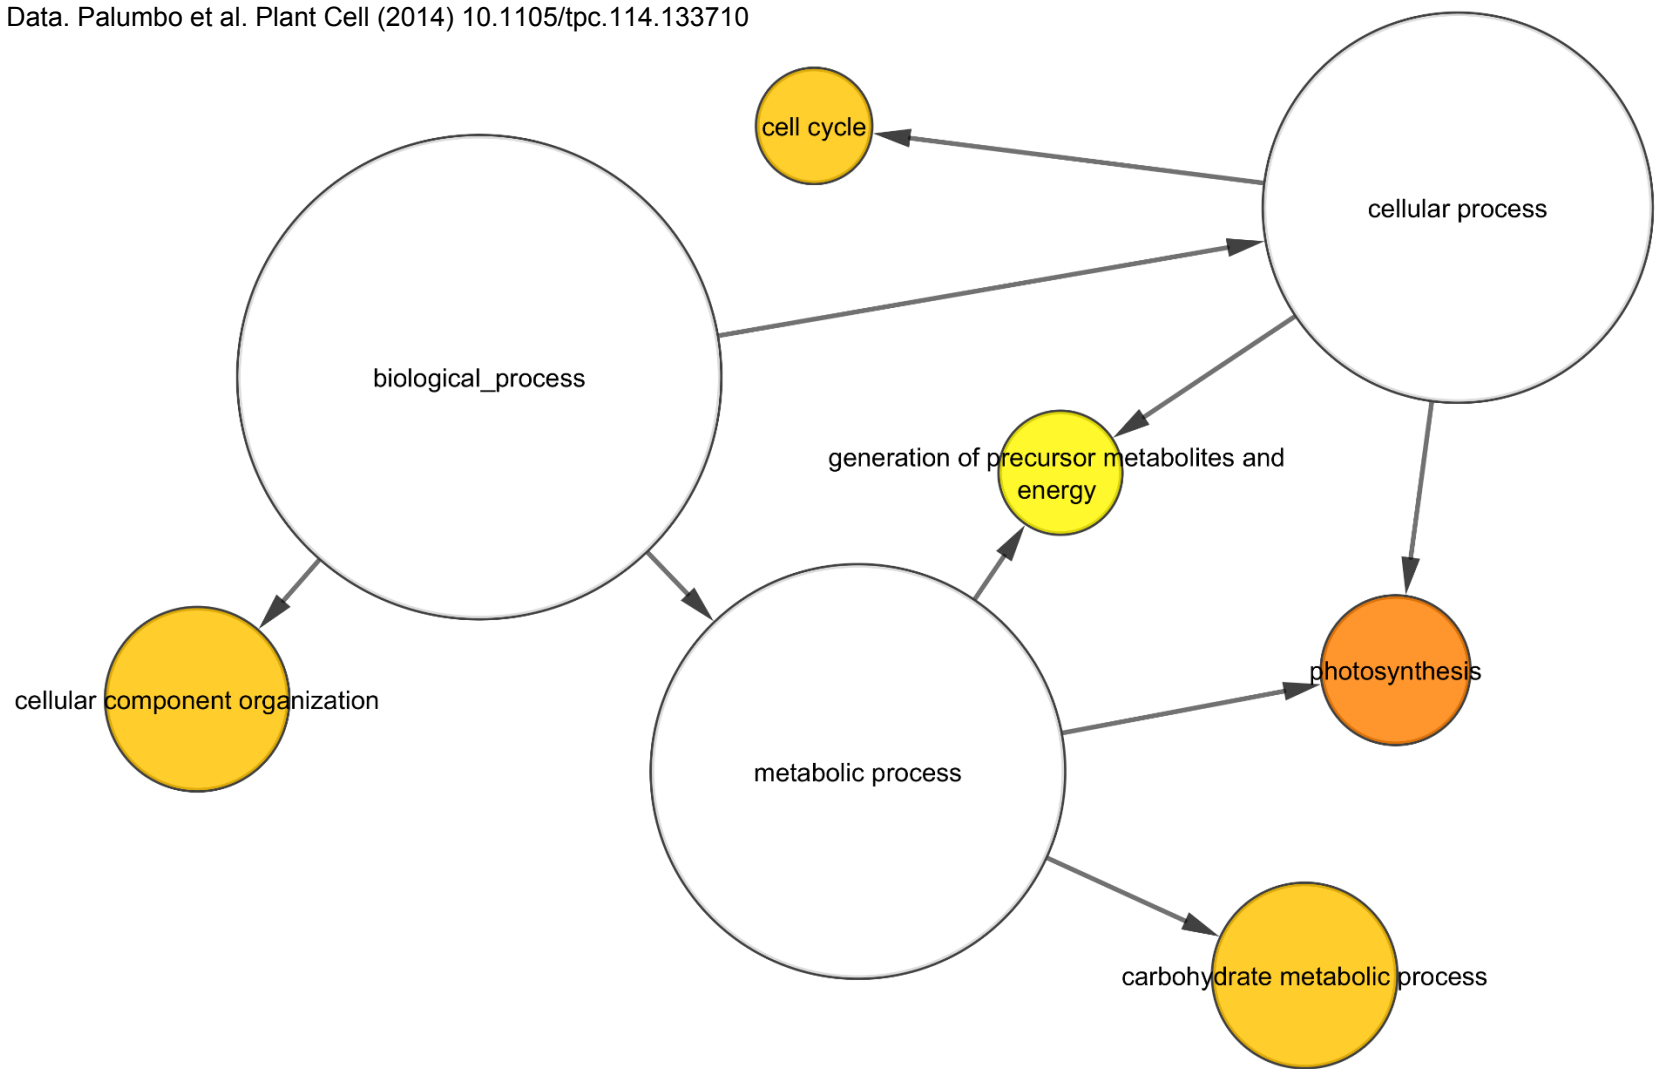 Data. Palumbo et al. Plant Cell (2014) 10.1105/tpc.114.133710
cell cycle
cellular process
biological_process
generation of precursor metabolites and
energy
photosynthesis
cellular component organization
metabolic process
carbohydrate metabolic process